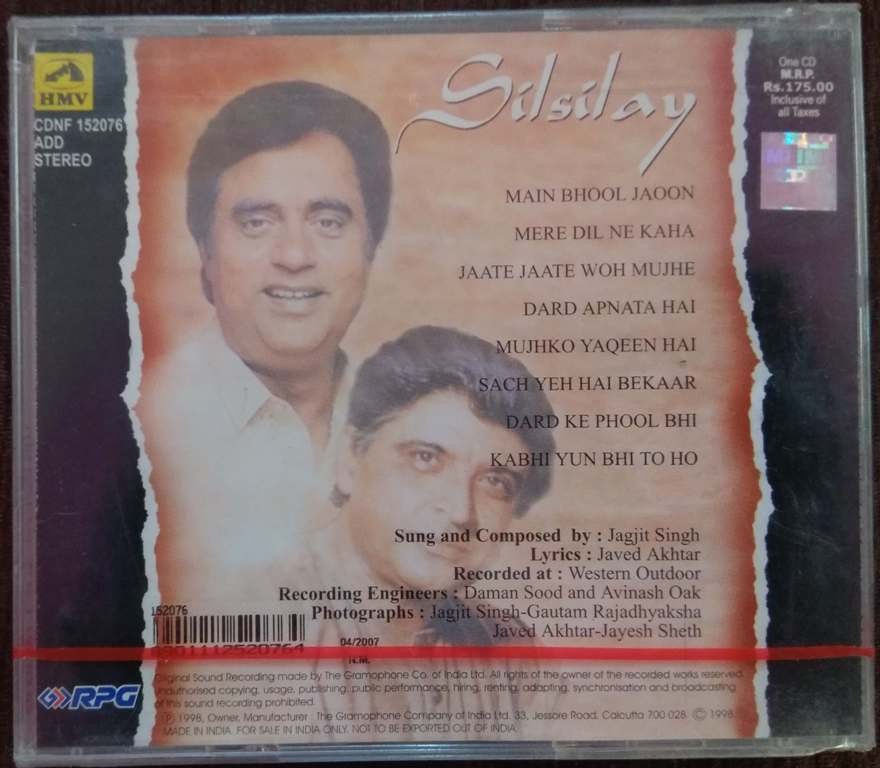 HMV
CDNF 152076
ADD
STEREO
Silsilay
One CD
M.R.P.
Rs.175.00
Inclusive of
all Taxes
MAIN BHOOL JAOON
MERE DIL NE KAHA
JAATE JAATE WOH MUJHE
DARD APNATA HAI
MUJHKO YAQEEN HAI
SACH YEH HAI BEKAAR
DARD KE PHOOL BHI
KABHI YUN BHI TO HO
Sung and Composed by : Jagjit Singh
Lyrics : Javed Akhtar
Recorded at : Western Outdoor
Recording Engineers : Daman Sood and Avinash Oak
Photographs : Jagjit Singh-Gautam Rajadhyaksha
Javed Akhtar-Jayesh Sheth
152076
04/2007
N.M.
RPG
Original Sound Recording made by The Gramophone Co. of India Ltd. All rights of the owner of the recorded works reserved.
Unauthorised copying, usage, publishing, public performance, hiring, renting, adapting, synchronisation and broadcasting
of this sound recording prohibited.
Ⓟ 1998, Owner, Manufacturer : The Gramophone Company of India Ltd. 33, Jessore Road, Calcutta 700 028. © 1998.
MADE IN INDIA. FOR SALE IN INDIA ONLY. NOT TO BE EXPORTED OUT OF INDIA.